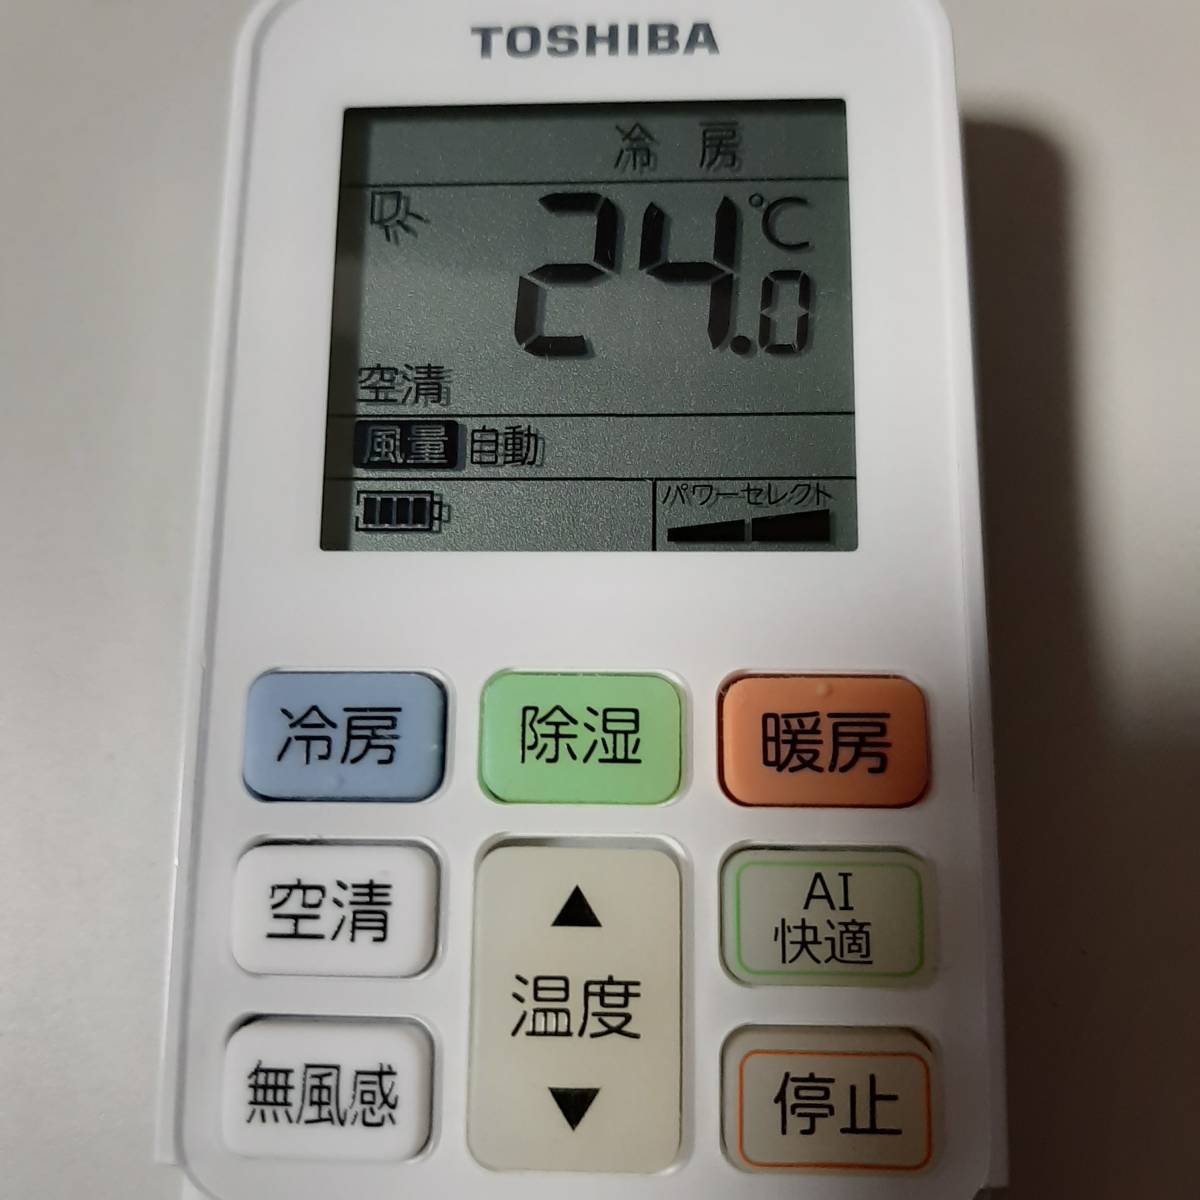 TOSHIBA
冷房
24.0℃
空清
風量 自動
パワーセレクト
冷房 除湿 暖房
空清
AI
快適
温度
無風感
停止